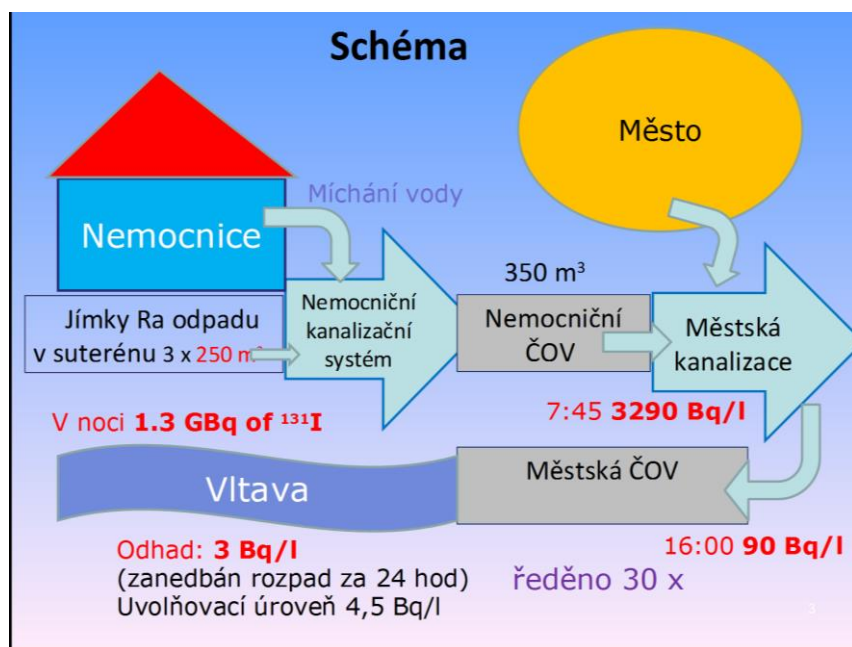 Schéma
Město
Míchání vody
Nemocnice
350 m³
Jímky Ra odpadu
v suterénu 3 x 250 m³
Nemocniční
kanalizační
systém
Nemocniční
ČOV
Městská
kanalizace
V noci 1.3 GBq of ¹³¹I
7:45 3290 Bq/l
Vltava
Městská ČOV
Odhad: 3 Bq/l
(zanedbán rozpad za 24 hod)
Uvolňovací úroveň 4,5 Bq/l
16:00 90 Bq/l
ředěno 30 x
3